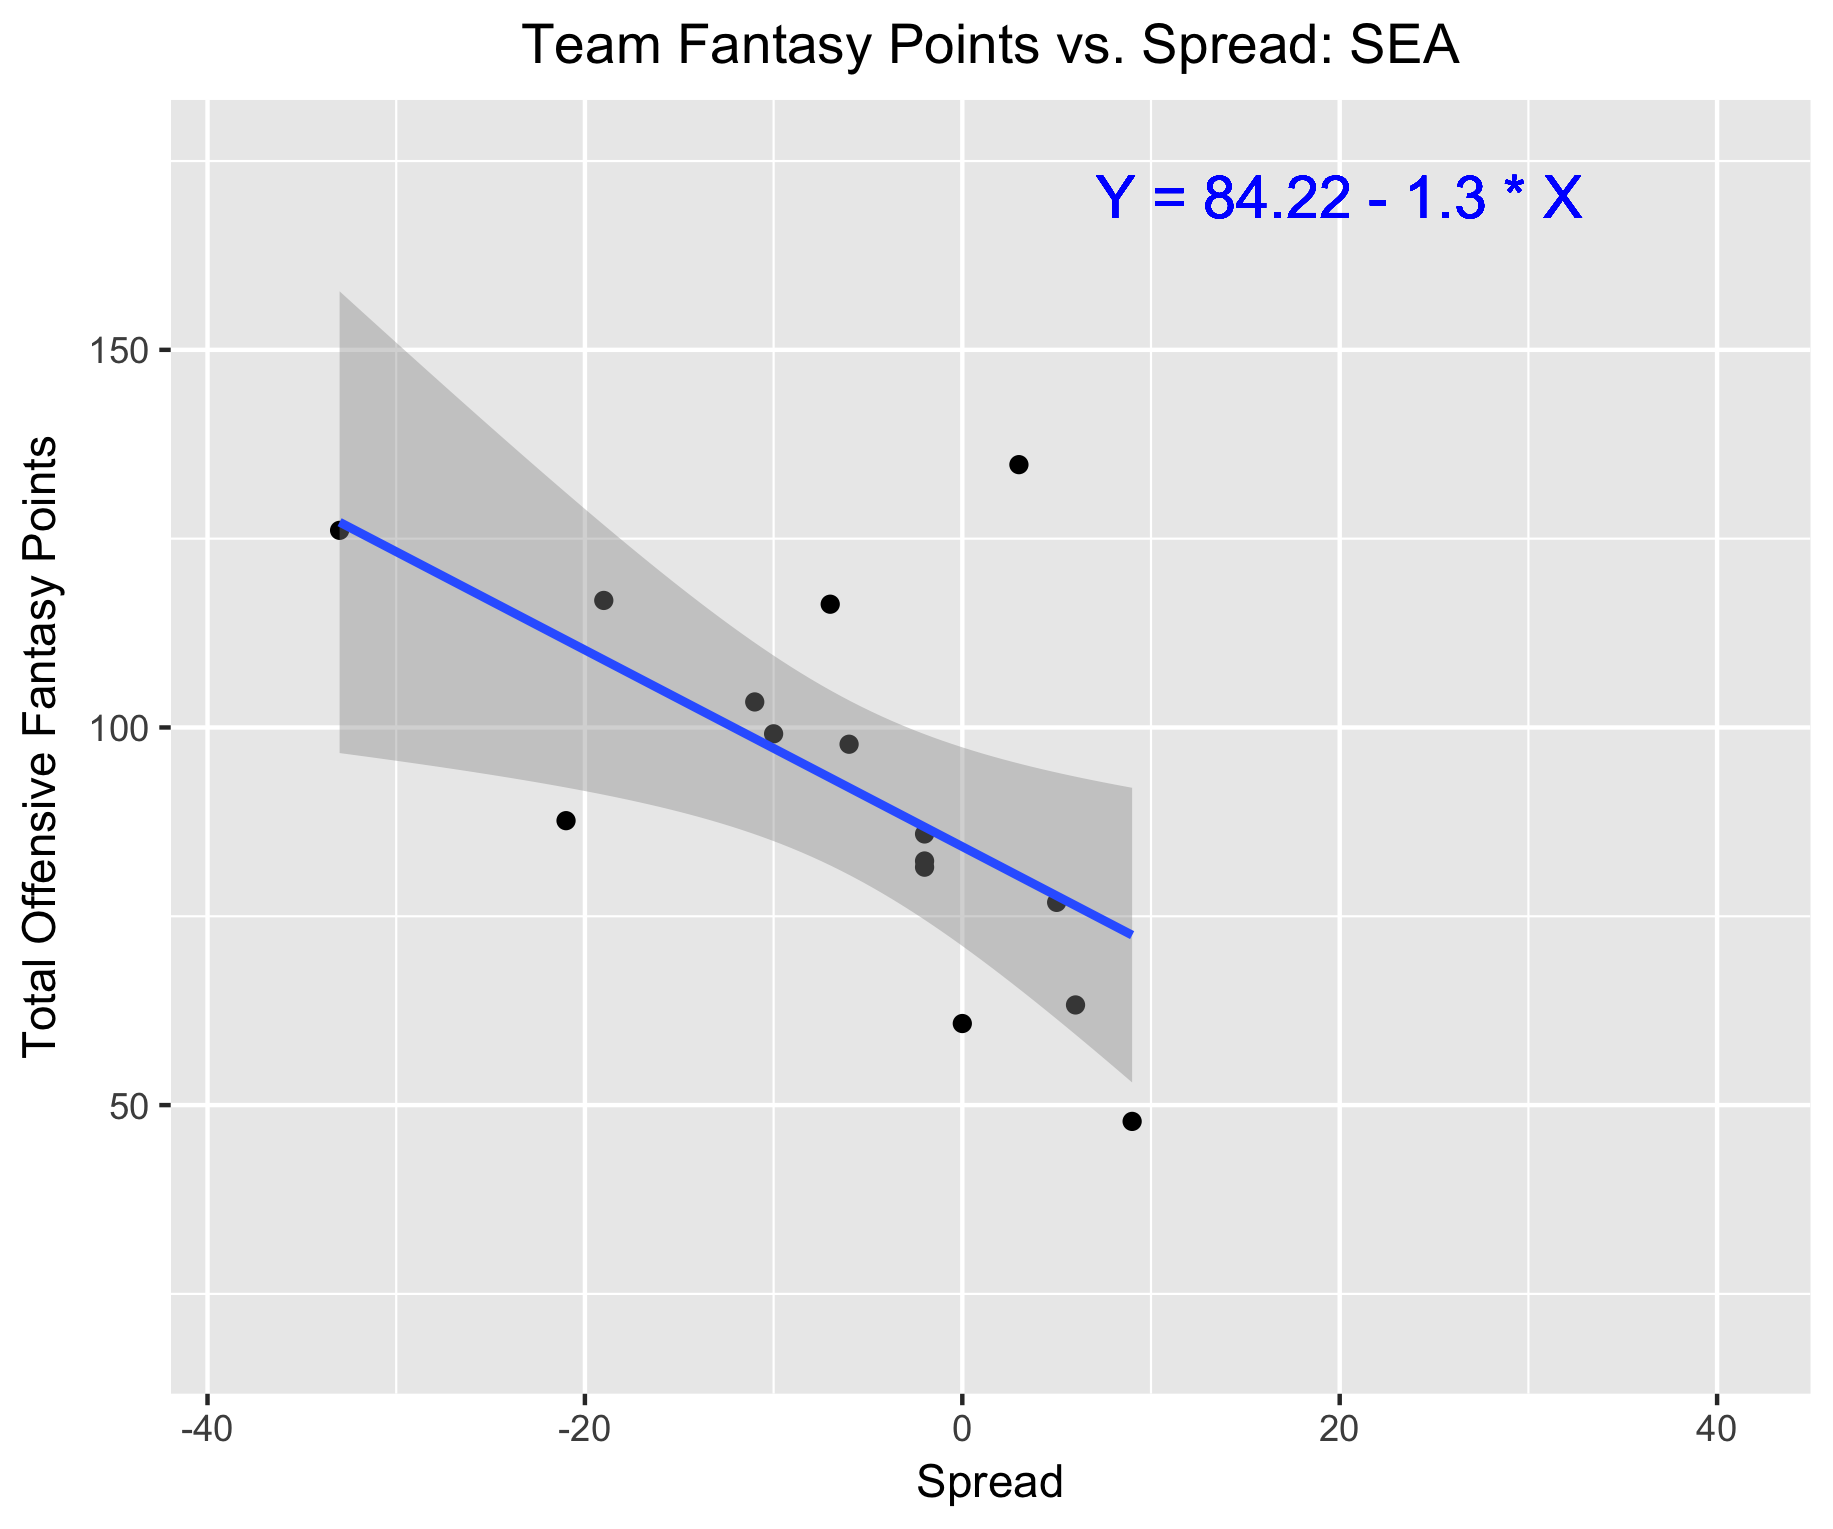 Team Fantasy Points vs. Spread: SEA
Y = 84.22 - 1.3 * X
Total Offensive Fantasy Points
150
100
50
-40
-20
0
20
40
Spread